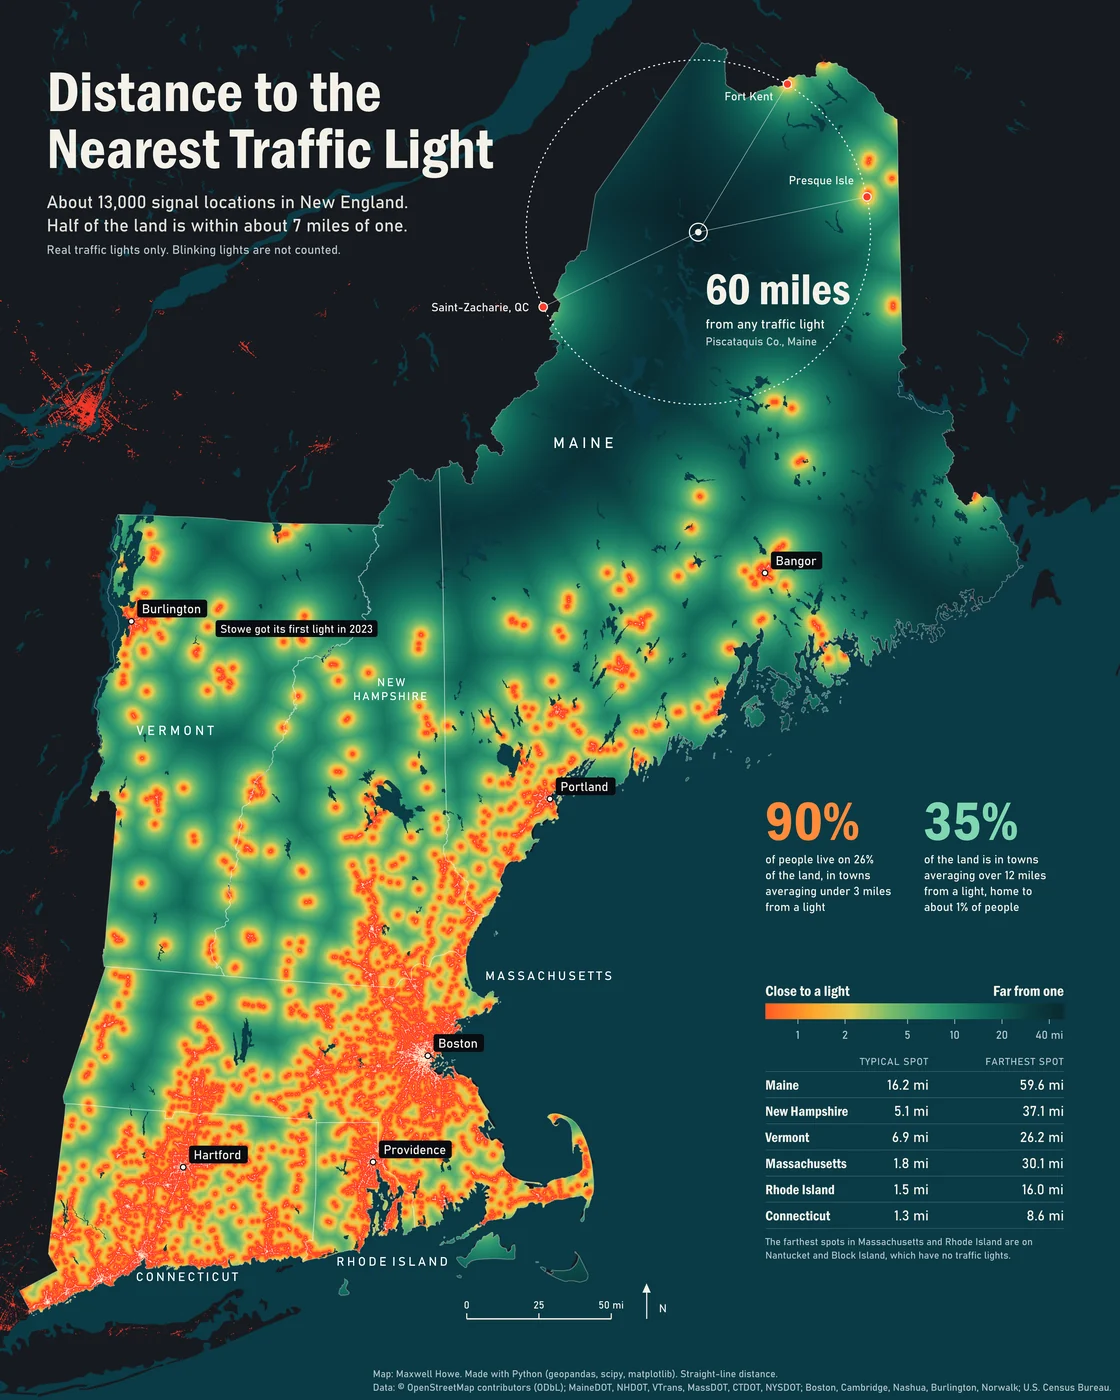 Distance to the
Nearest Traffic Light
About 13,000 signal locations in New England.
Half of the land is within about 7 miles of one.
Real traffic lights only. Blinking lights are not counted.
Fort Kent
Presque Isle
Saint-Zacharie, QC
60 miles
from any traffic light
Piscataquis Co., Maine
MAINE
Bangor
Burlington
Stowe got its first light in 2023
NEW
HAMPSHIRE
VERMONT
Portland
90%
of people live on 26%
of the land, in towns
averaging under 3 miles
from a light
35%
of the land is in towns
averaging over 12 miles
from a light, home to
about 1% of people
MASSACHUSETTS
Boston
Close to a light
Far from one
1 2 5 10 20 40 mi
TYPICAL SPOT FARTHEST SPOT
Maine 16.2 mi 59.6 mi
New Hampshire 5.1 mi 37.1 mi
Vermont 6.9 mi 26.2 mi
Massachusetts 1.8 mi 30.1 mi
Rhode Island 1.5 mi 16.0 mi
Connecticut 1.3 mi 8.6 mi
The farthest spots in Massachusetts and Rhode Island are on
Nantucket and Block Island, which have no traffic lights.
Hartford
Providence
RHODE ISLAND
CONNECTICUT
0 25 50 mi
N
Map: Maxwell Howe. Made with Python (geopandas, scipy, matplotlib). Straight-line distance.
Data: © OpenStreetMap contributors (ODbL); MaineDOT, NHDOT, VTrans, MassDOT, CTDOT, NYSDOT; Boston, Cambridge, Nashua, Burlington, Norwalk; U.S. Census Bureau.